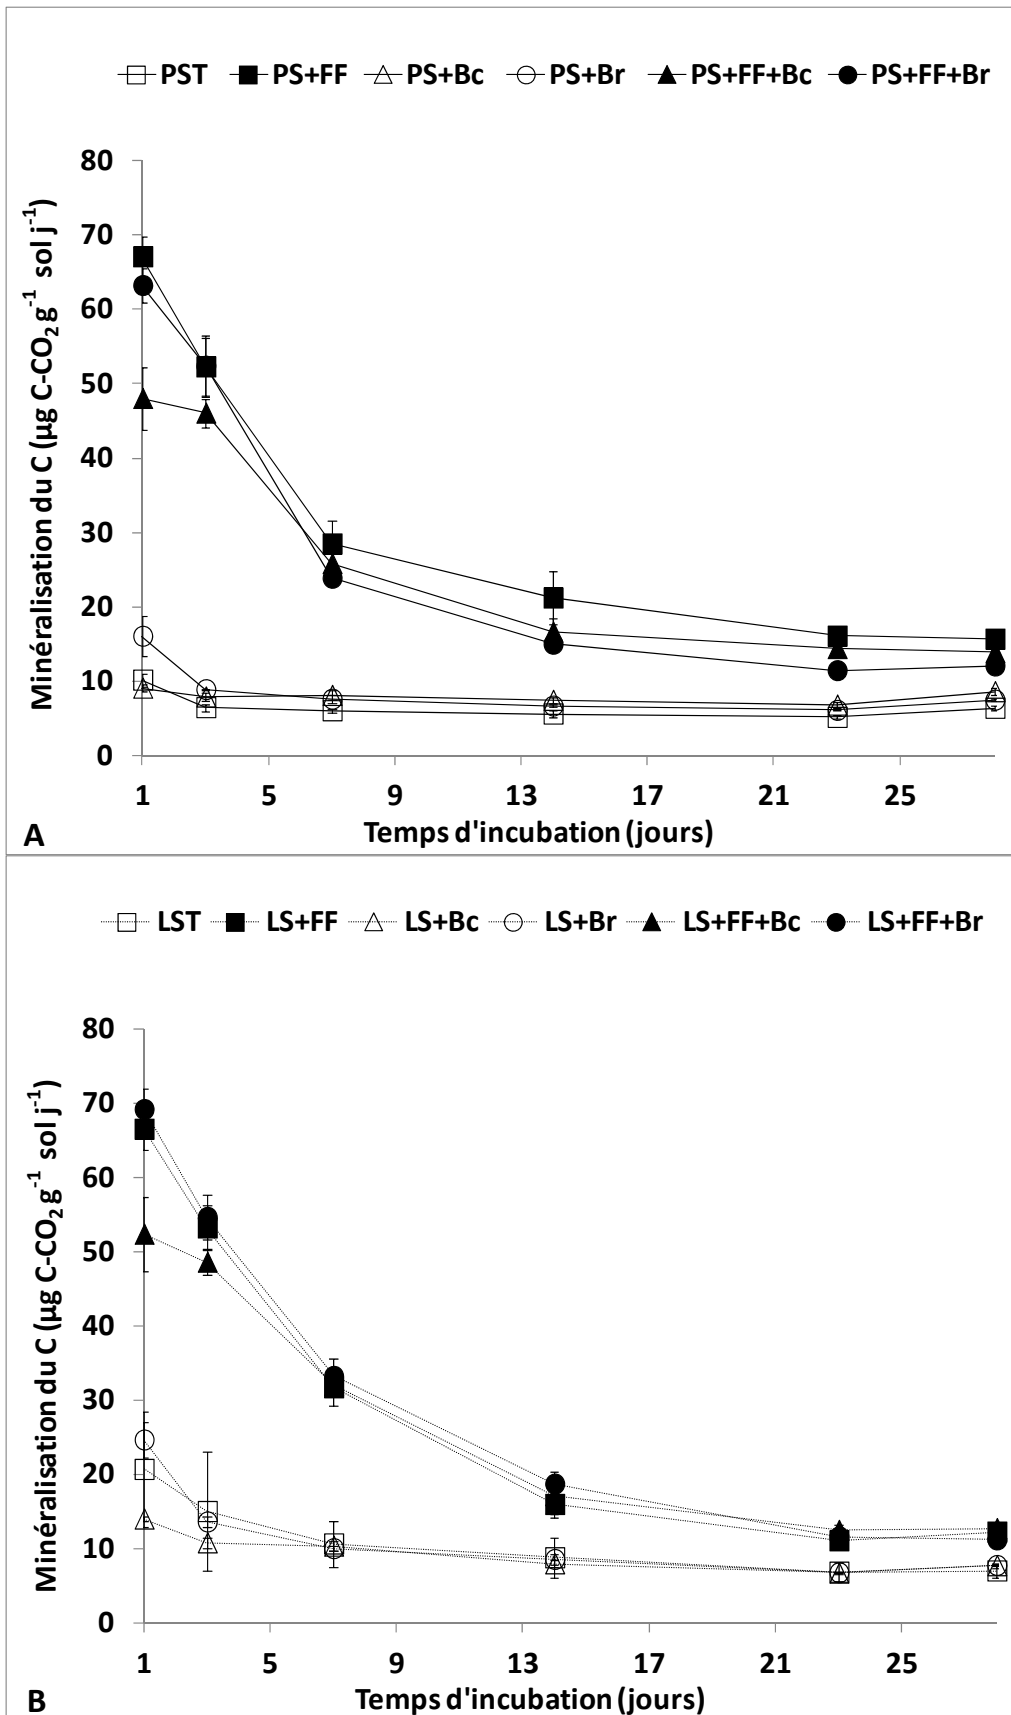 PST PS+FF PS+Bc PS+Br PS+FF+Bc PS+FF+Br
Minéralisation du C (µg C-CO₂ g⁻¹ sol j⁻¹)
80
70
60
50
40
30
20
10
0
1 5 9 13 17 21 25
Temps d'incubation (jours)
A
LST LS+FF LS+Bc LS+Br LS+FF+Bc LS+FF+Br
Minéralisation du C (µg C-CO₂ g⁻¹ sol j⁻¹)
80
70
60
50
40
30
20
10
0
1 5 9 13 17 21 25
Temps d'incubation (jours)
B